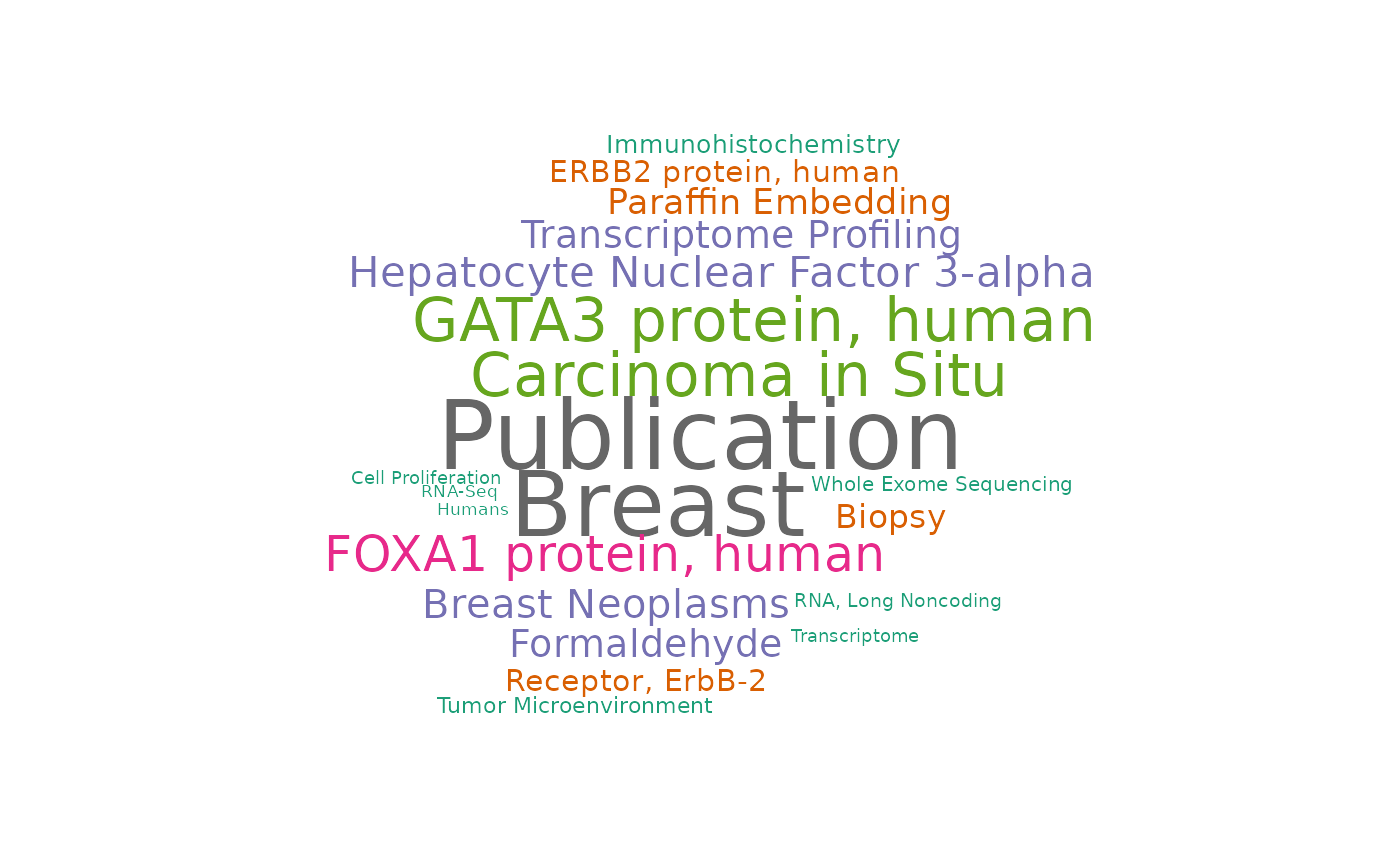 Immunohistochemistry
ERBB2 protein, human
Paraffin Embedding
Transcriptome Profiling
Hepatocyte Nuclear Factor 3-alpha
GATA3 protein, human
Carcinoma in Situ
Publication
Cell Proliferation
RNA-Seq
Humans
Breast
Whole Exome Sequencing
Biopsy
FOXA1 protein, human
Breast Neoplasms
RNA, Long Noncoding
Formaldehyde
Transcriptome
Receptor, ErbB-2
Tumor Microenvironment